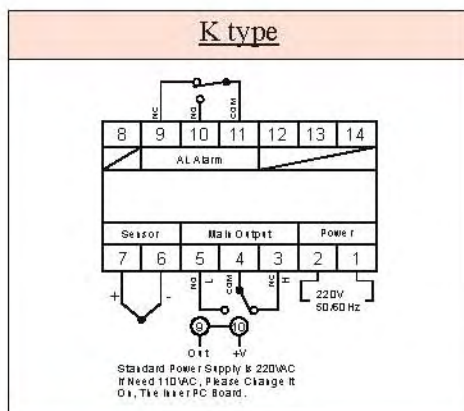 K type
NC NO COM
8 9 10 11 12 13 14
AL Alarm
Sensor Main Output Power
7 6 5 4 3 2 1
+ - NO L COM NC H
220V
50/60Hz
9 10
Out +V
Standard Power Supply Is 220VAC
If Need 110VAC, Please Change It
On, The Inner PC Board.